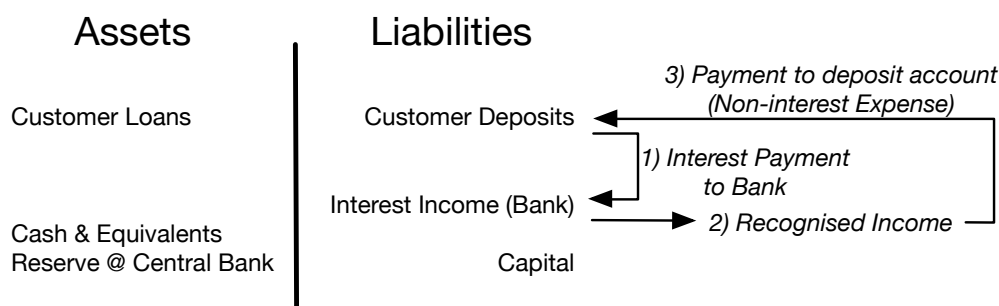 Assets
Liabilities
3) Payment to deposit account
(Non-interest Expense)
Customer Loans
Customer Deposits
1) Interest Payment
to Bank
Interest Income (Bank)
2) Recognised Income
Cash & Equivalents
Reserve @ Central Bank
Capital